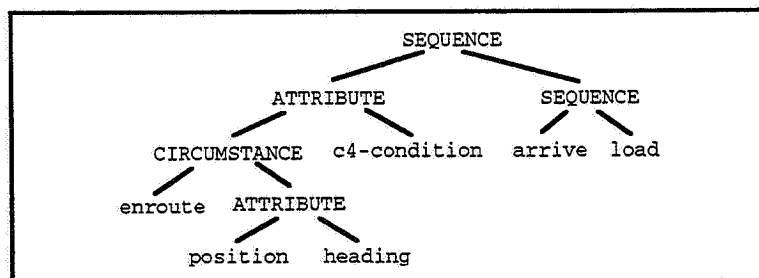 SEQUENCE
ATTRIBUTE SEQUENCE
CIRCUMSTANCE c4-condition arrive load
enroute ATTRIBUTE
position heading